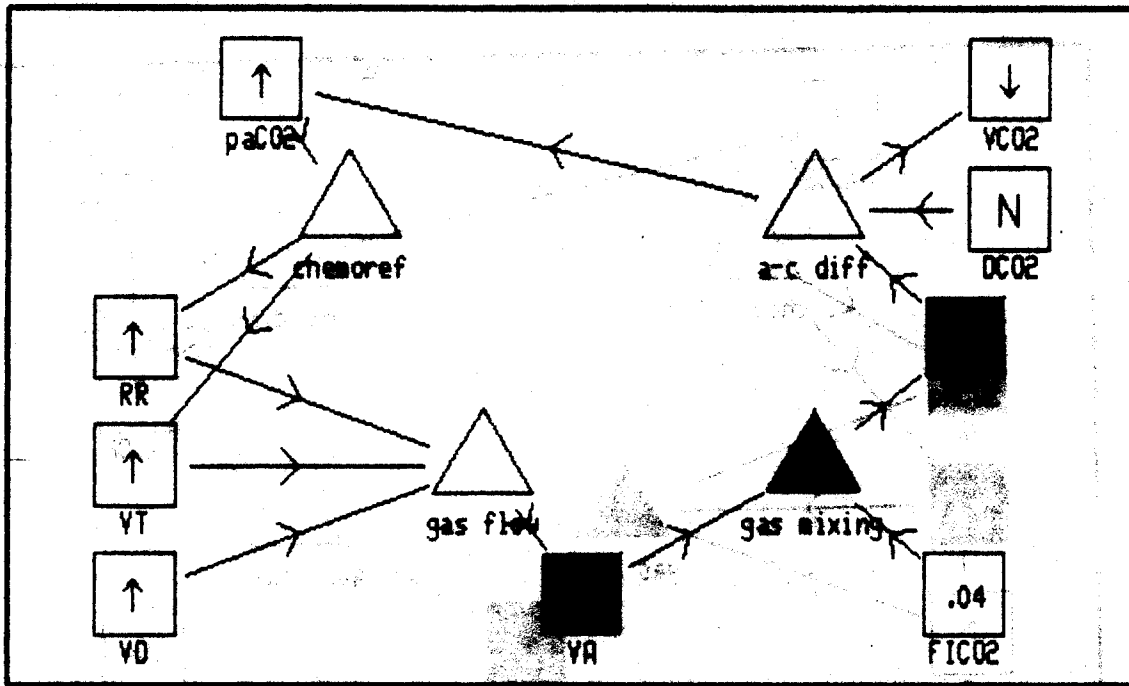 ↑
↓
paCO2
VCO2
N
chemoref
a-c diff
DCO2
↑
RR
↑
VT
gas flow
gas mixing
↑
.04
VD
VA
FICO2